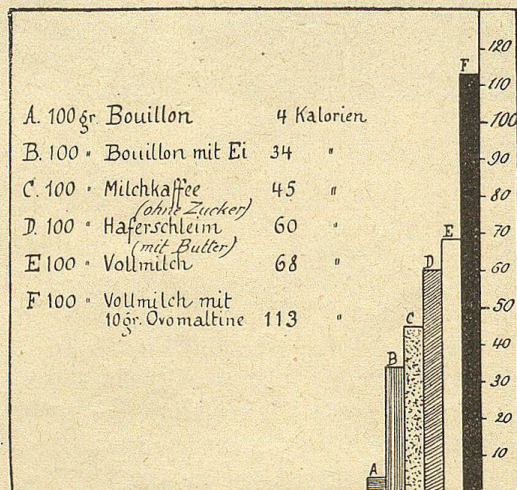 A. 100 gr. Bouillon 4 Kalorien
B. 100 " Bouillon mit Ei 34 "
C. 100 " Milchkaffee 45 "
(ohne Zucker)
D. 100 " Haferschleim 60 "
(mit Butter)
E 100 " Vollmilch 68 "
F 100 " Vollmilch mit
10gr. Ovomaltine 113 "
120
F
110
100
90
80
E
70
D
60
50
C
40
B
30
20
10
A